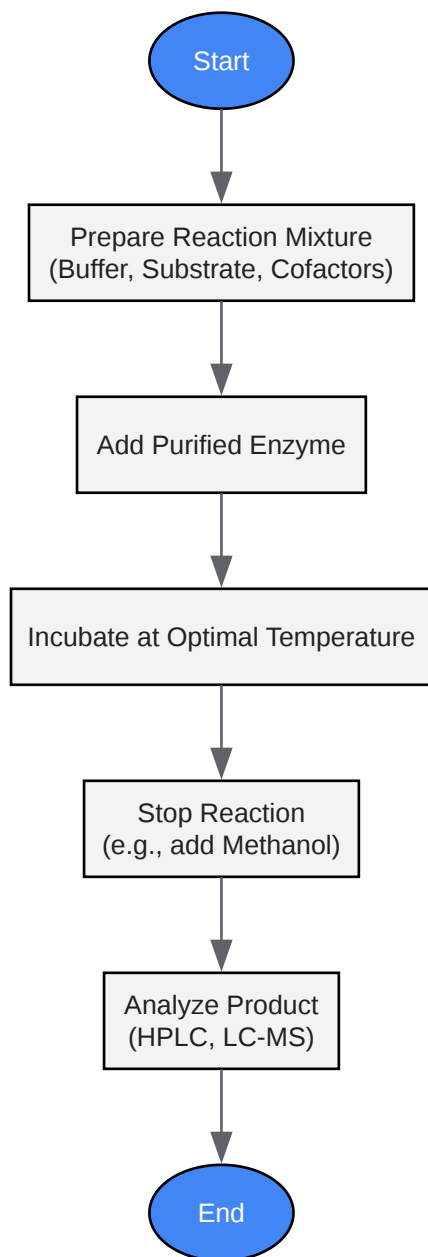 Start
Prepare Reaction Mixture
(Buffer, Substrate, Cofactors)
Add Purified Enzyme
Incubate at Optimal Temperature
Stop Reaction
(e.g., add Methanol)
Analyze Product
(HPLC, LC-MS)
End